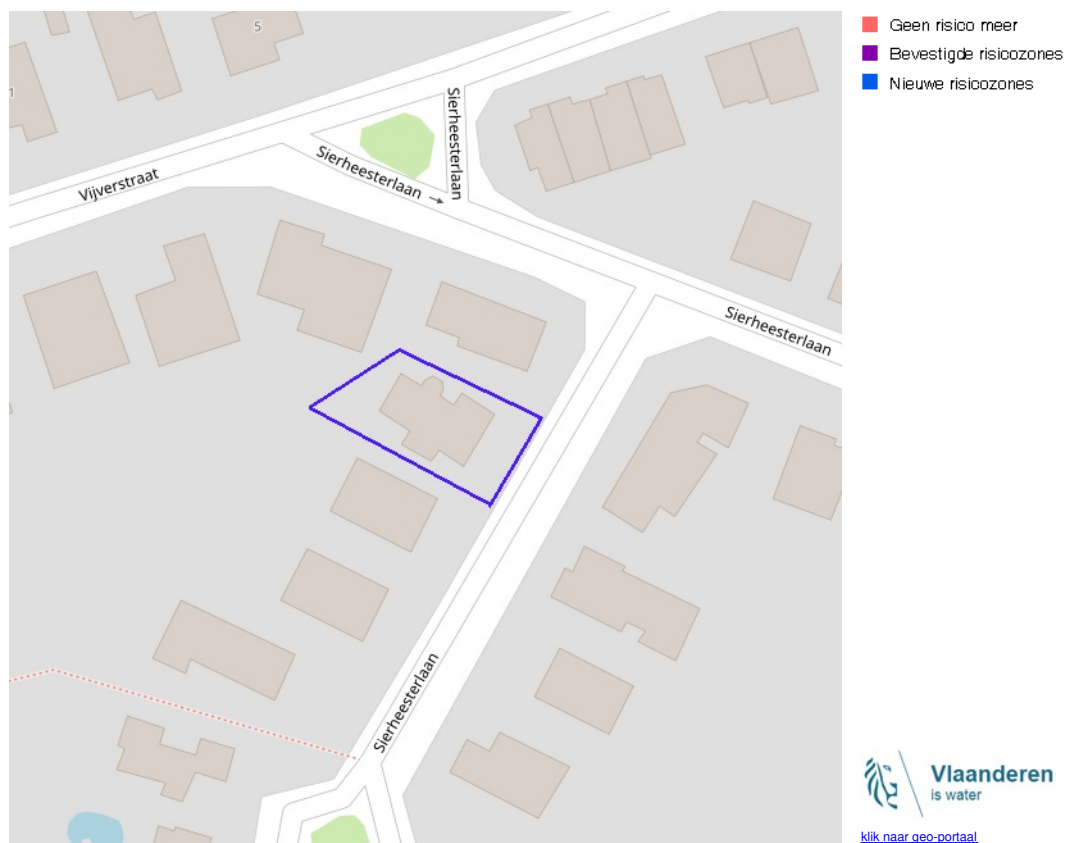 5
1
Sierheesterlaan
Sierheesterlaan
Vijverstraat
Sierheesterlaan
Sierheesterlaan
Geen risico meer
Bevestigde risicozones
Nieuwe risicozones
Vlaanderen
is water
klik naar geo-portaal